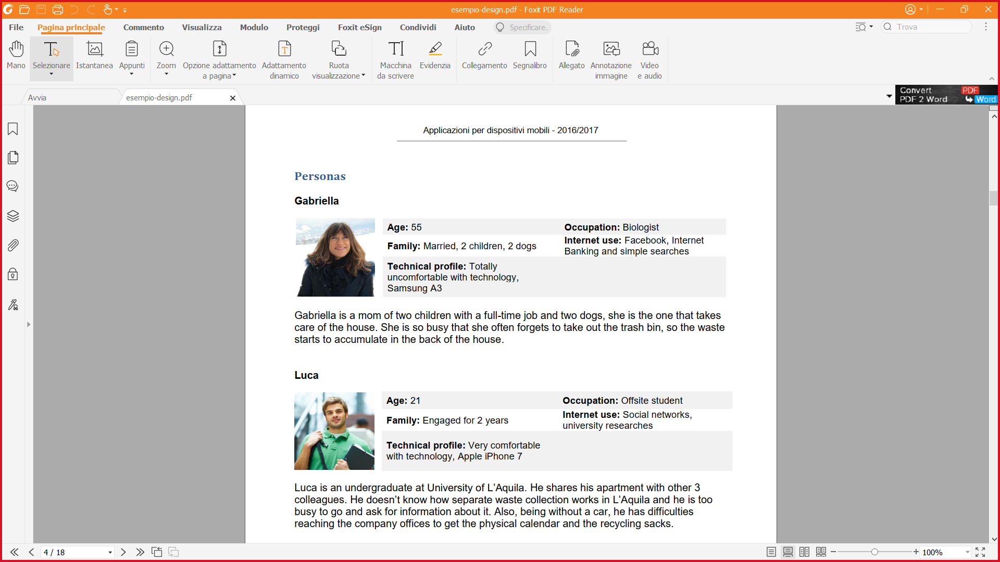 esempio-design.pdf - Foxit PDF Reader
File Pagina principale Commento Visualizza Modulo Proteggi Foxit eSign Condividi Aiuto Specificare. Trova
Mano Selezionare Istantanea Appunti Zoom Opzione adattamento a pagina Adattamento dinamico Ruota visualizzazione Macchina da scrivere Evidenzia Collegamento Segnalibro Allegato Annotazione immagine Video e audio
Avvia esempio-design.pdf
Convert PDF
PDF 2 Word Word
Applicazioni per dispositivi mobili - 2016/2017
Personas
Gabriella
Age: 55 Occupation: Biologist
Family: Married, 2 children, 2 dogs Internet use: Facebook, Internet
Banking and simple searches
Technical profile: Totally
uncomfortable with technology,
Samsung A3
Gabriella is a mom of two children with a full-time job and two dogs, she is the one that takes
care of the house. She is so busy that she often forgets to take out the trash bin, so the waste
starts to accumulate in the back of the house.
Luca
Age: 21 Occupation: Offsite student
Family: Engaged for 2 years Internet use: Social networks,
university researches
Technical profile: Very comfortable
with technology, Apple iPhone 7
Luca is an undergraduate at University of L’Aquila. He shares his apartment with other 3
colleagues. He doesn’t know how separate waste collection works in L’Aquila and he is too
busy to go and ask for information about it. Also, being without a car, he has difficulties
reaching the company offices to get the physical calendar and the recycling sacks.
4 / 18 100%